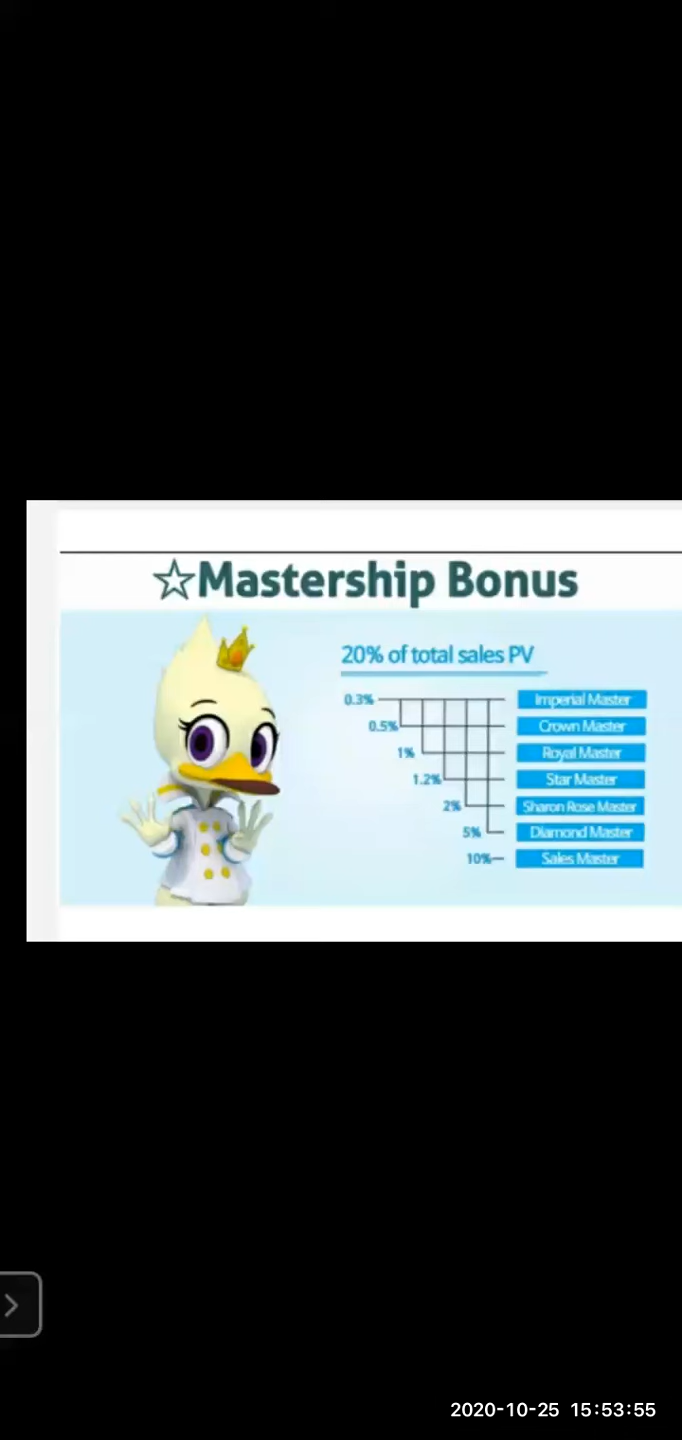 ☆Mastership Bonus
20% of total sales PV
0.3% Imperial Master
0.5% Crown Master
1% Royal Master
1.2% Star Master
2% Sharon Rose Master
5% Diamond Master
10% Sales Master
2020-10-25 15:53:55